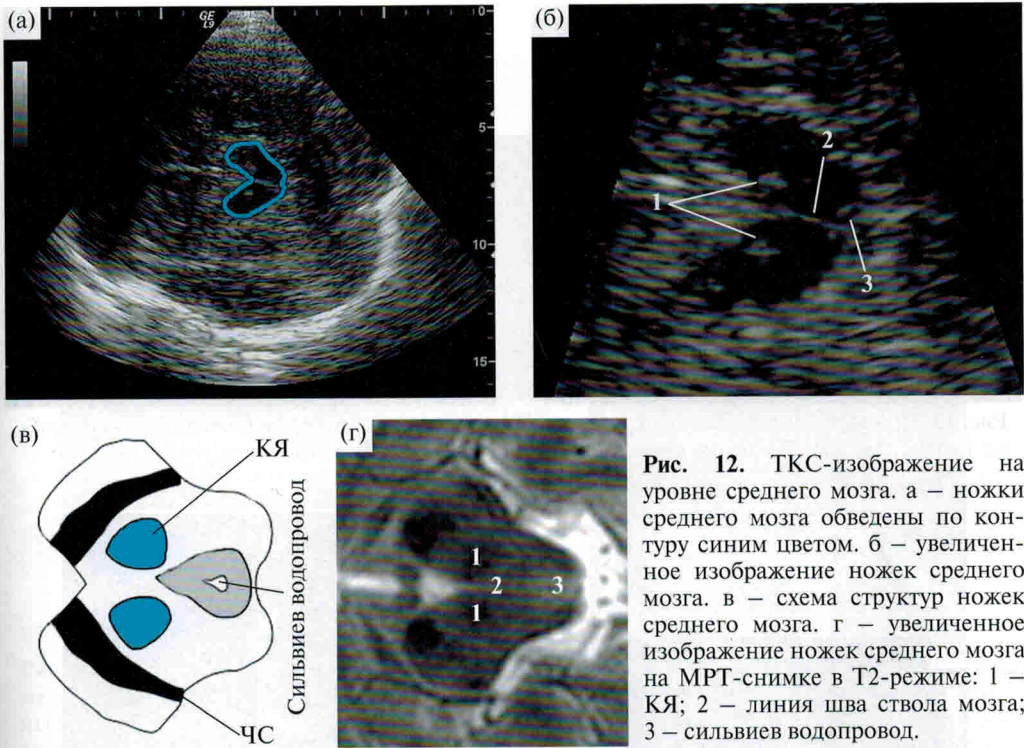 (а)
GE
L9
0
5
10
15
(б)
1
2
3
(в)
КЯ
Сильвиев водопровод
ЧС
(г)
1
2
3
1
Рис. 12. ТКС-изображение на
уровне среднего мозга. а – ножки
среднего мозга обведены по кон-
туру синим цветом. б – увеличен-
ное изображение ножек среднего
мозга. в – схема структур ножек
среднего мозга. г – увеличенное
изображение ножек среднего мозга
на МРТ-снимке в Т2-режиме: 1 –
КЯ; 2 – линия шва ствола мозга;
3 – сильвиев водопровод.